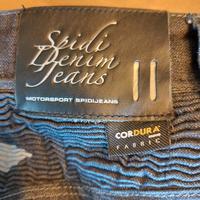 Spidi
Denim
Jeans
MOTORSPORT SPIDIJEANS
CORDURA
FABRIC